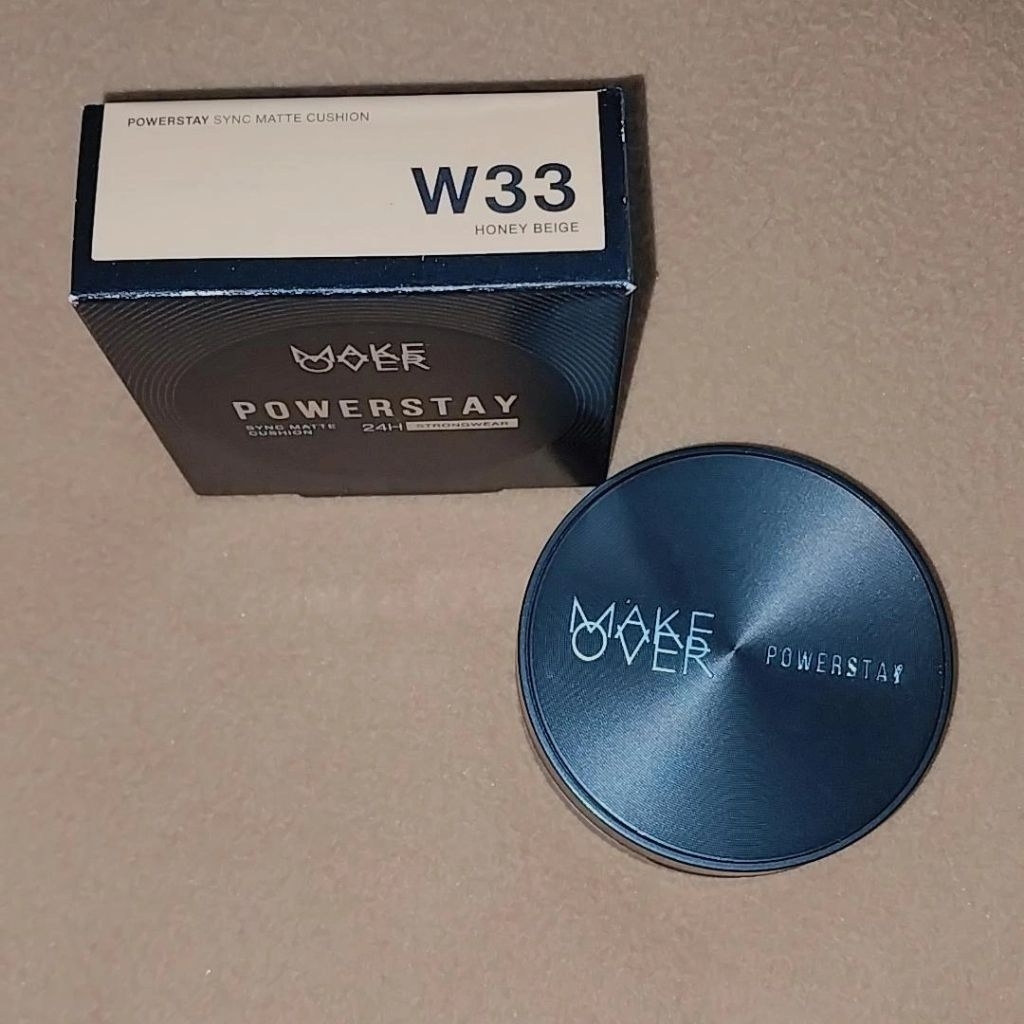 POWERSTAY SYNC MATTE CUSHION
W33
HONEY BEIGE
MAKE
OVER
POWERSTAY
SYNC MATTE
CUSHION
24H STRONGWEAR
MAKE
OVER
POWERSTAY